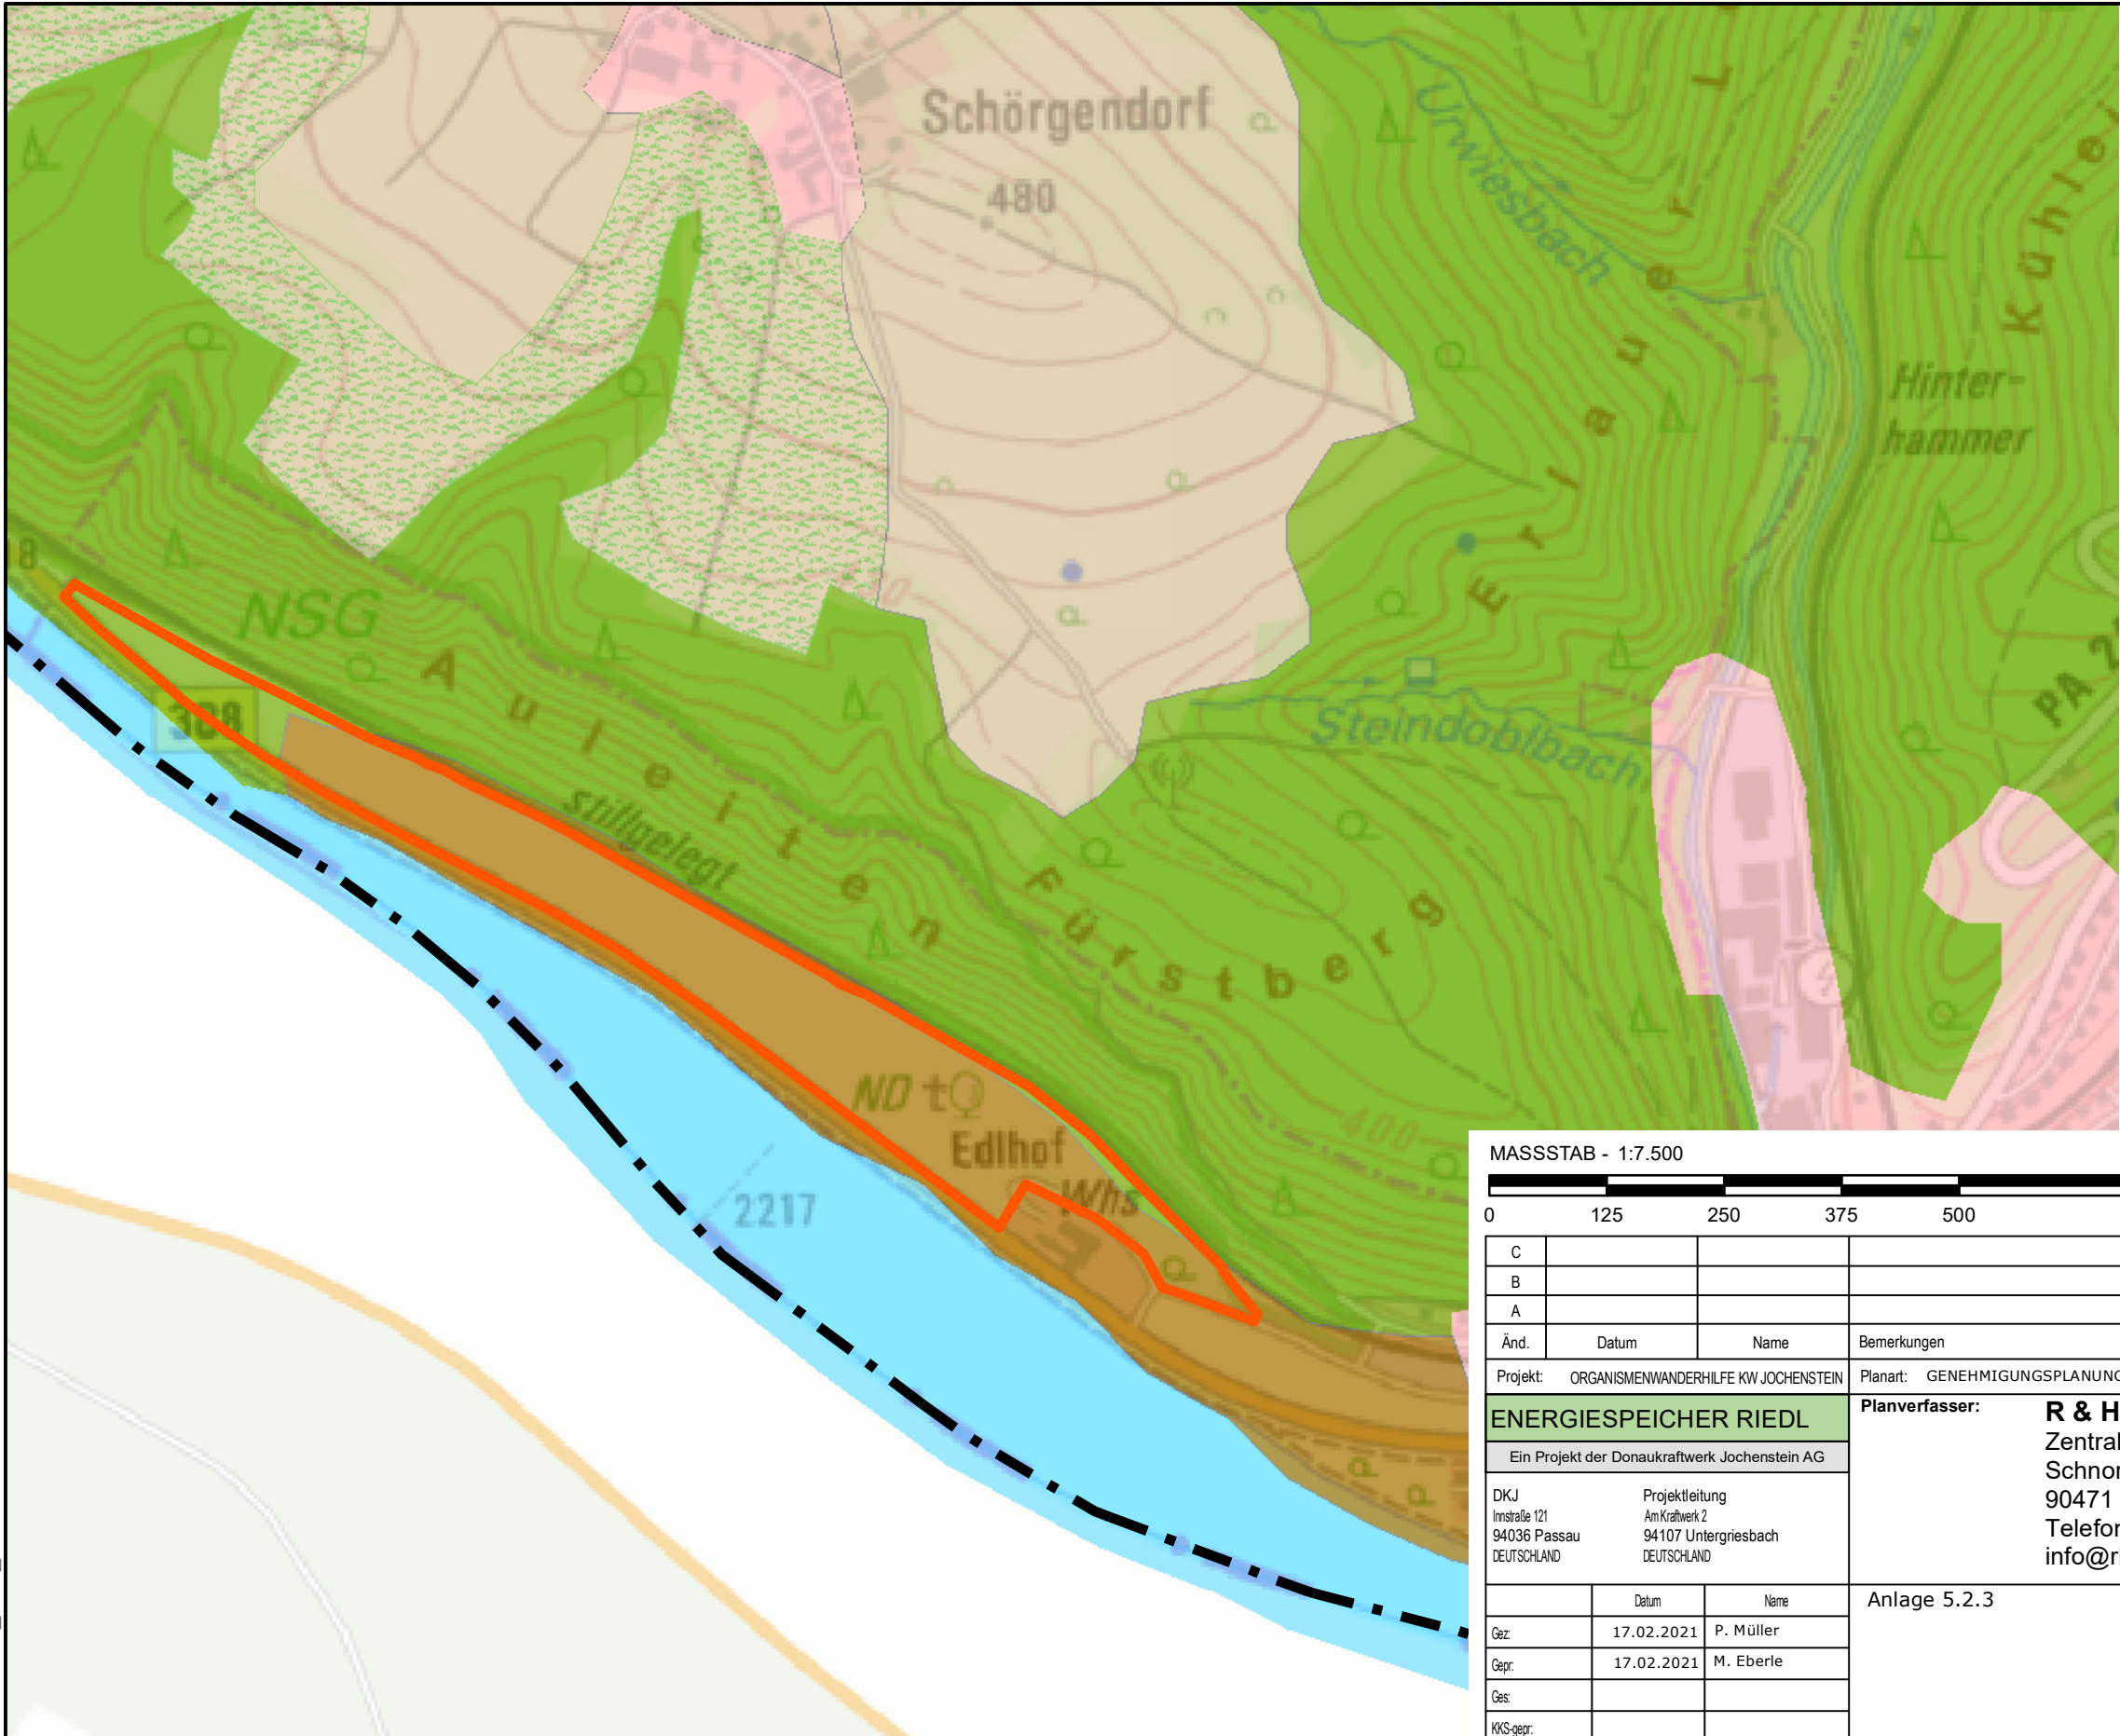 Schörgendorf
480
Urwiesbach
Erlauer L
Kühlei
Hinter-
hammer
18
NSG
PA 2
388
Auleiten
Steindoblbach
stillgelegt
Fürstberg
ND
Edlhof
Whs
400
2217
MASSSTAB - 1:7.500
0 125 250 375 500
C
B
A
Änd. Datum Name Bemerkungen
Projekt: ORGANISMENWANDERHILFE KW JOCHENSTEIN Planart: GENEHMIGUNGSPLANUNG
ENERGIESPEICHER RIEDL
Ein Projekt der Donaukraftwerk Jochenstein AG
Planverfasser: R & H
Zentral
Schnor
90471
Telefon
info@r
DKJ Projektleitung
Innstraße 121 Am Kraftwerk 2
94036 Passau 94107 Untergriesbach
DEUTSCHLAND DEUTSCHLAND
Datum Name
Anlage 5.2.3
Gez: 17.02.2021 P. Müller
Gepr: 17.02.2021 M. Eberle
Ges:
KKS-gepr: